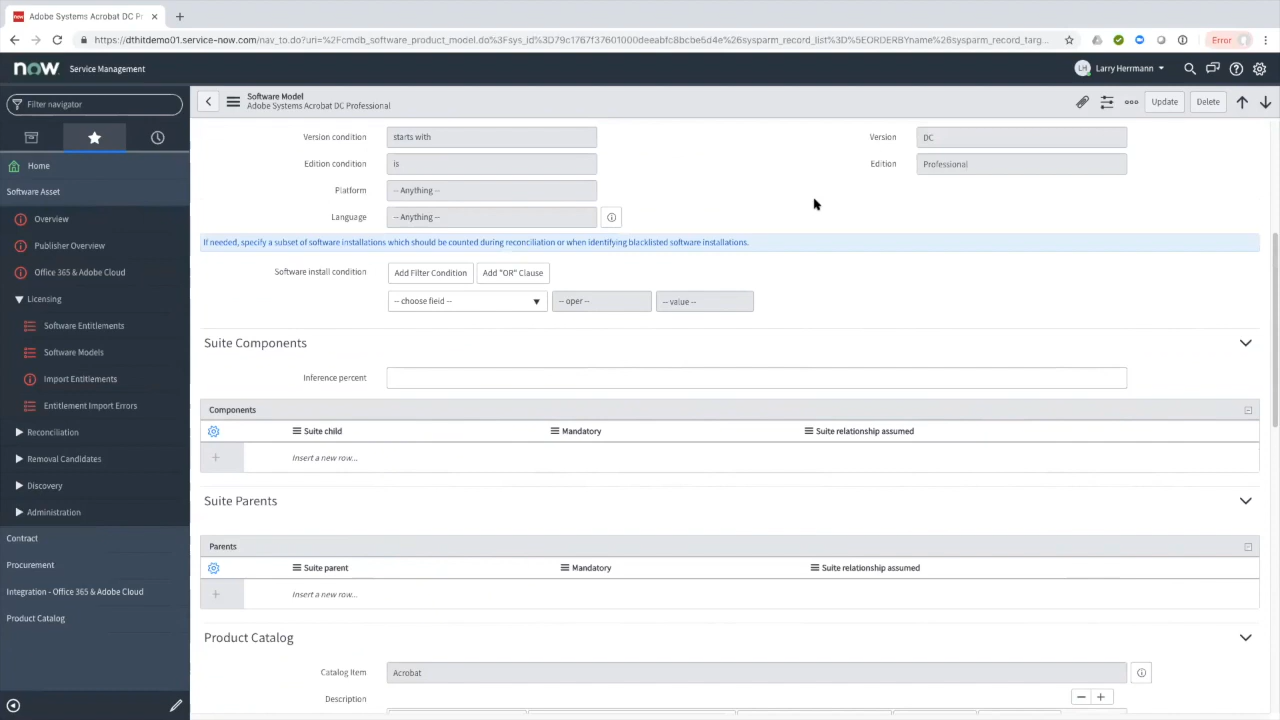 now Adobe Systems Acrobat DC Pr
https://dthitdemo01.service-now.com/nav_to.do?uri=%2Fcmdb_software_product_model.do%3Fsys_id%3D79c1767f37601000deeabfc8bcbe5d4e%26sysparm_record_list%3D%5EORDERBYname%26sysparm_record_targ... Error
now Service Management LH Larry Herrmann
Filter navigator
Software Model
Adobe Systems Acrobat DC Professional
Update Delete
Home
Software Asset
Overview
Publisher Overview
Office 365 & Adobe Cloud
Licensing
Software Entitlements
Software Models
Import Entitlements
Entitlement Import Errors
Reconciliation
Removal Candidates
Discovery
Administration
Contract
Procurement
Integration - Office 365 & Adobe Cloud
Product Catalog
Version condition starts with Version DC
Edition condition is Edition Professional
Platform -- Anything --
Language -- Anything --
If needed, specify a subset of software installations which should be counted during reconciliation or when identifying blacklisted software installations.
Software install condition Add Filter Condition Add "OR" Clause
-- choose field -- -- oper -- -- value --
Suite Components
Inference percent
Components
Suite child Mandatory Suite relationship assumed
Insert a new row...
Suite Parents
Parents
Suite parent Mandatory Suite relationship assumed
Insert a new row...
Product Catalog
Catalog Item Acrobat
Description